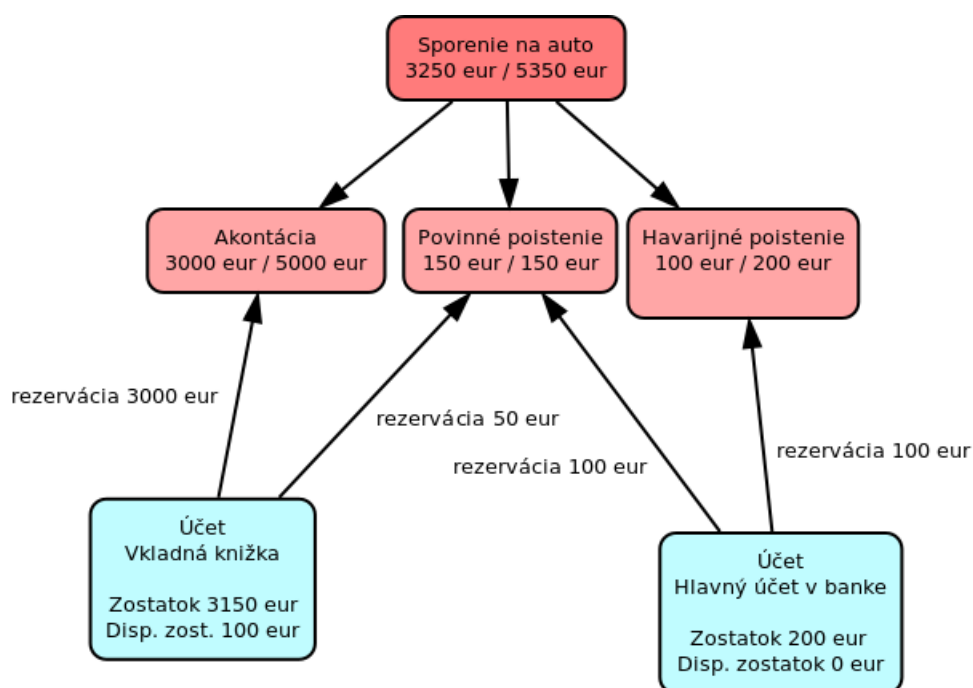 Sporenie na auto
3250 eur / 5350 eur
Akontácia
3000 eur / 5000 eur
Povinné poistenie
150 eur / 150 eur
Havarijné poistenie
100 eur / 200 eur
rezervácia 3000 eur
rezervácia 50 eur
rezervácia 100 eur
rezervácia 100 eur
Účet
Vkladná knižka
Zostatok 3150 eur
Disp. zost. 100 eur
Účet
Hlavný účet v banke
Zostatok 200 eur
Disp. zostatok 0 eur